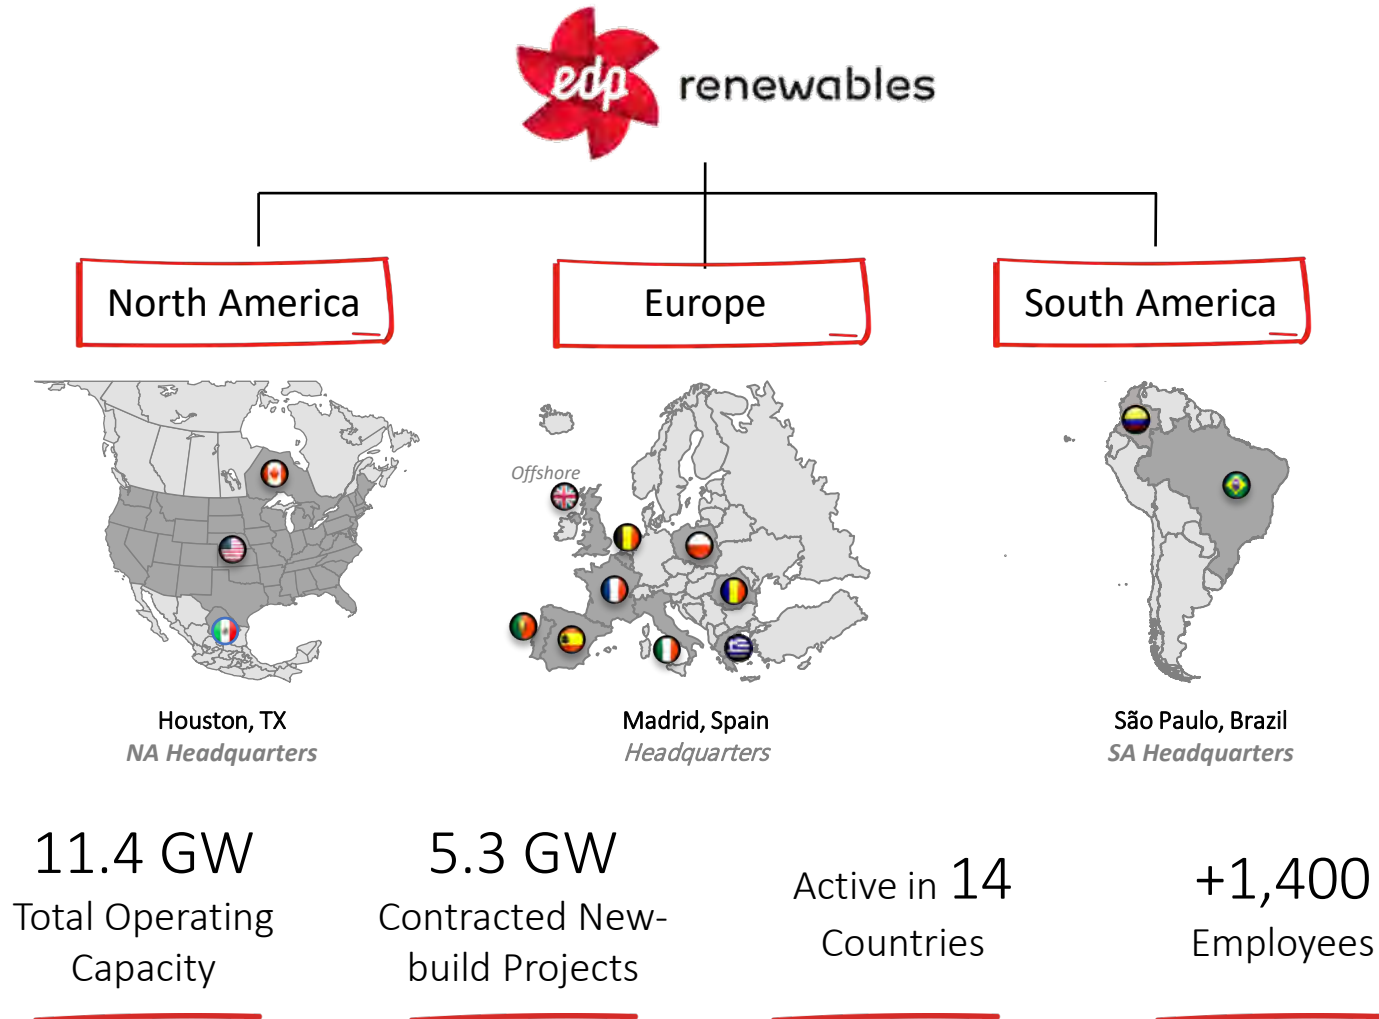 edp renewables
North America
Europe
South America
Offshore
Houston, TX
NA Headquarters
Madrid, Spain
Headquarters
São Paulo, Brazil
SA Headquarters
11.4 GW
Total Operating
Capacity
5.3 GW
Contracted New-
build Projects
Active in 14
Countries
+1,400
Employees